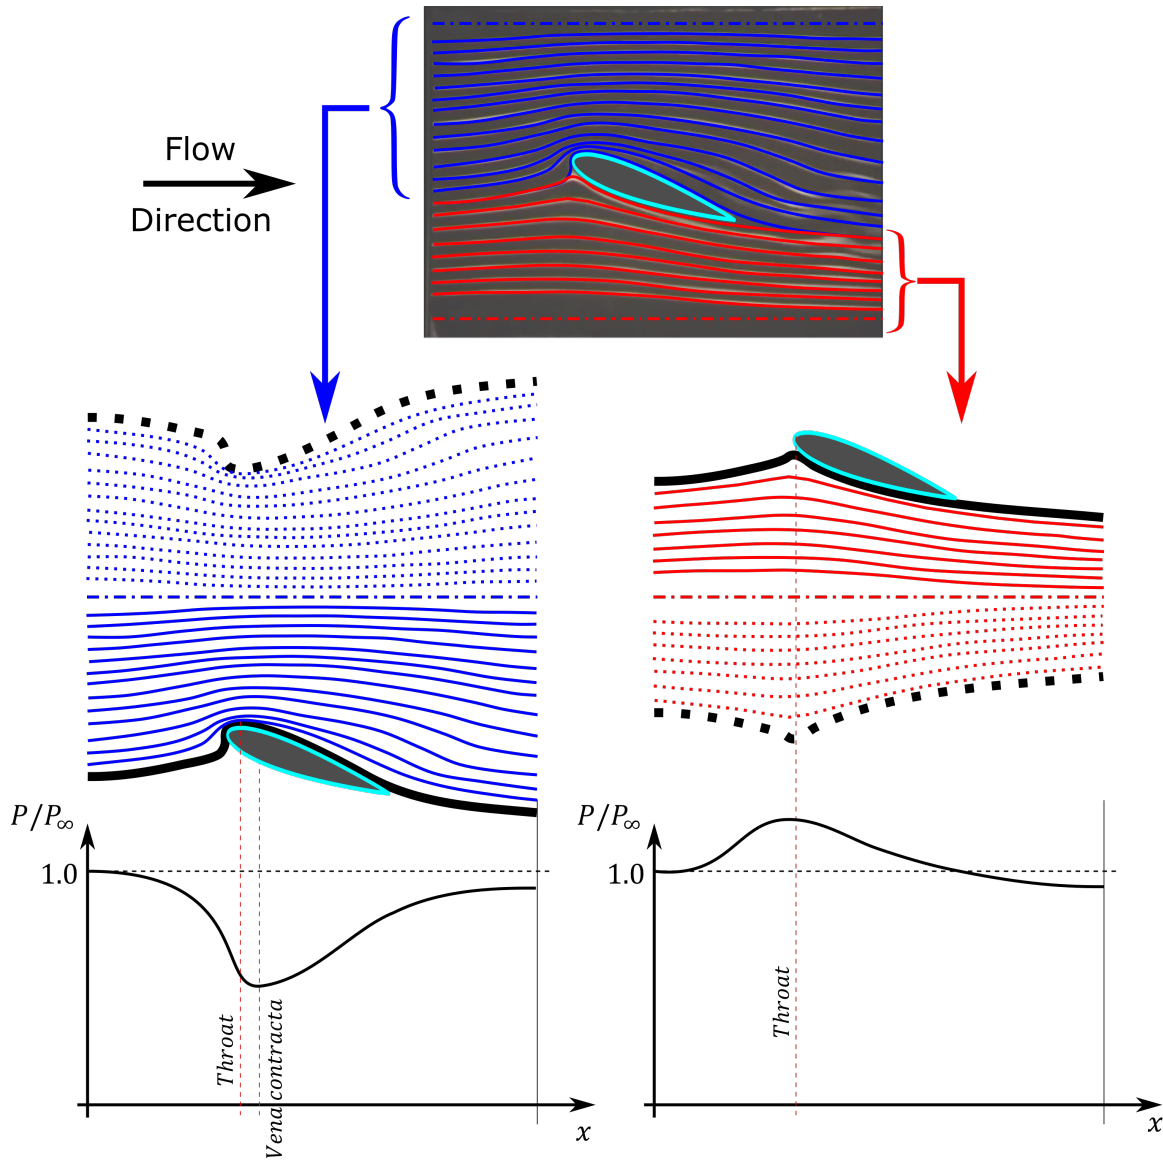 Flow
Direction
P/P∞
1.0
Throat
Vena contracta
x
P/P∞
1.0
Throat
x